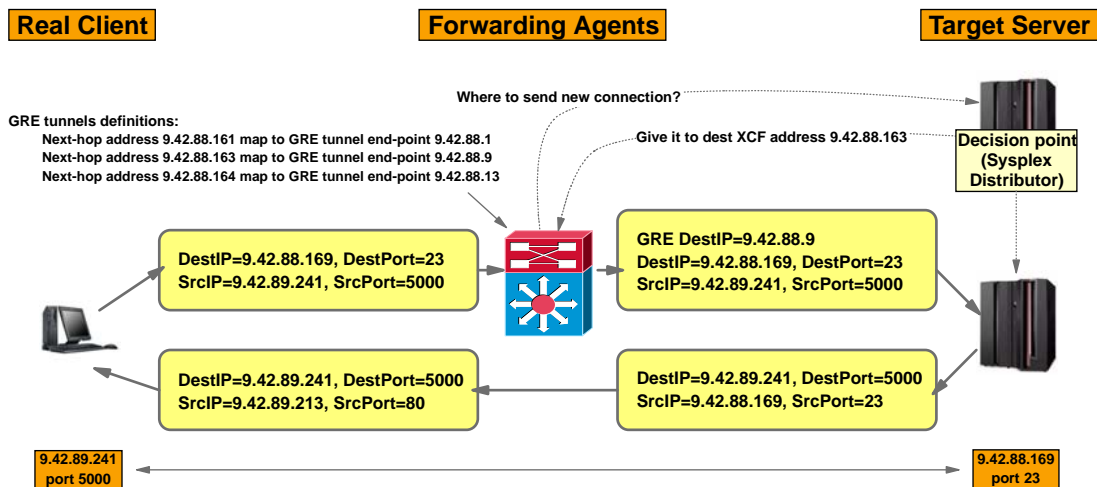 Real Client
Forwarding Agents
Target Server
Where to send new connection?
GRE tunnels definitions:
Next-hop address 9.42.88.161 map to GRE tunnel end-point 9.42.88.1
Next-hop address 9.42.88.163 map to GRE tunnel end-point 9.42.88.9
Next-hop address 9.42.88.164 map to GRE tunnel end-point 9.42.88.13
Give it to dest XCF address 9.42.88.163
Decision point
(Sysplex
Distributor)
DestIP=9.42.88.169, DestPort=23
SrcIP=9.42.89.241, SrcPort=5000
GRE DestIP=9.42.88.9
DestIP=9.42.88.169, DestPort=23
SrcIP=9.42.89.241, SrcPort=5000
DestIP=9.42.89.241, DestPort=5000
SrcIP=9.42.89.213, SrcPort=80
DestIP=9.42.89.241, DestPort=5000
SrcIP=9.42.88.169, SrcPort=23
9.42.89.241
port 5000
9.42.88.169
port 23